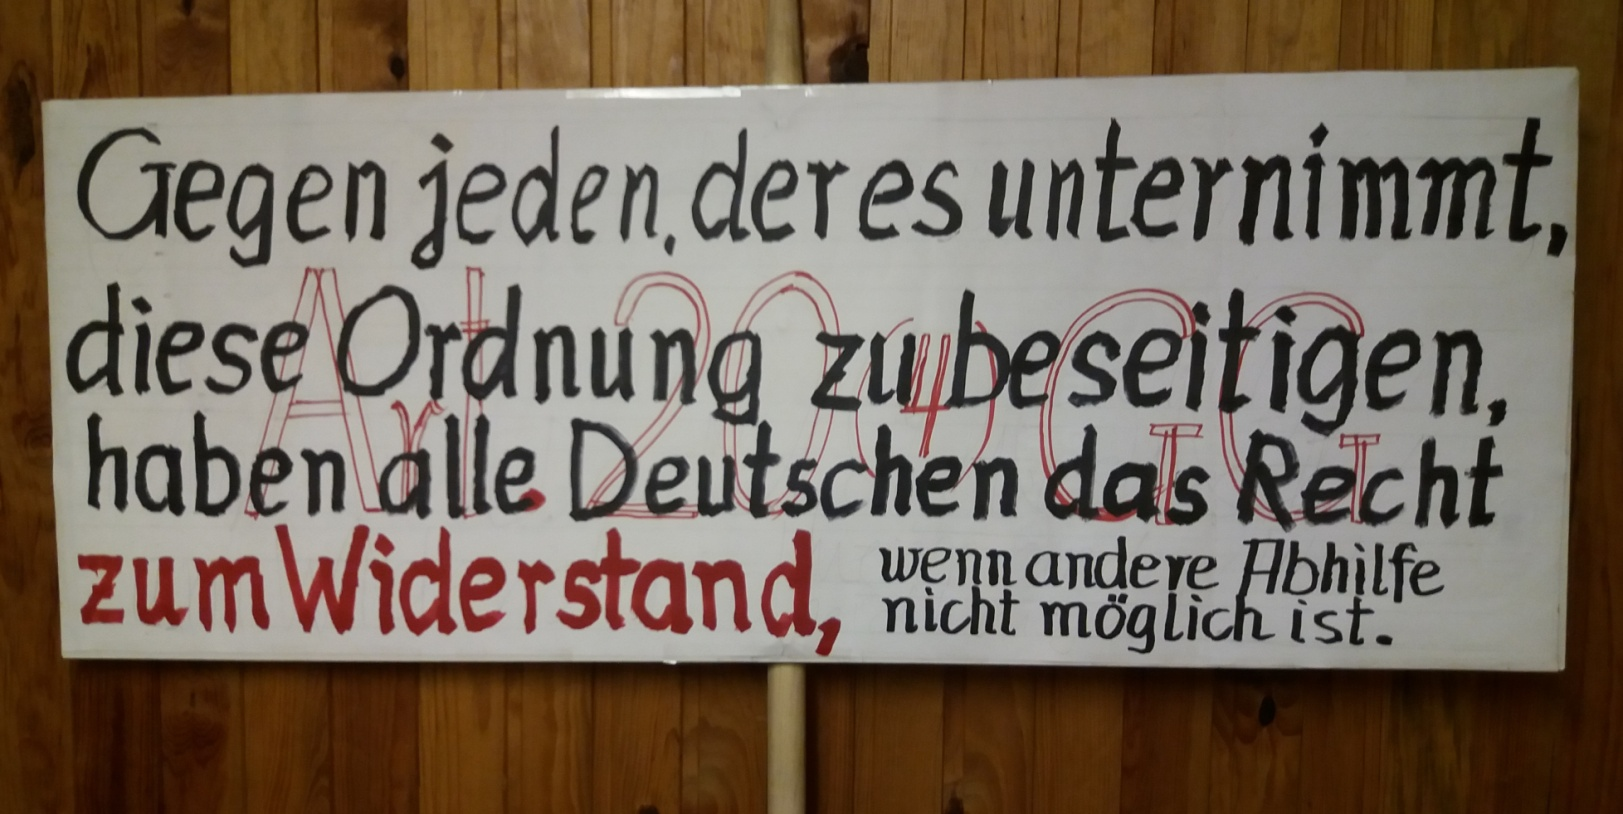 Gegen jeden, der es unternimmt,
diese Ordnung zu beseitigen,
Art 20 (4) GG
haben alle Deutschen das Recht
zum Widerstand, wenn andere Abhilfe
nicht möglich ist.